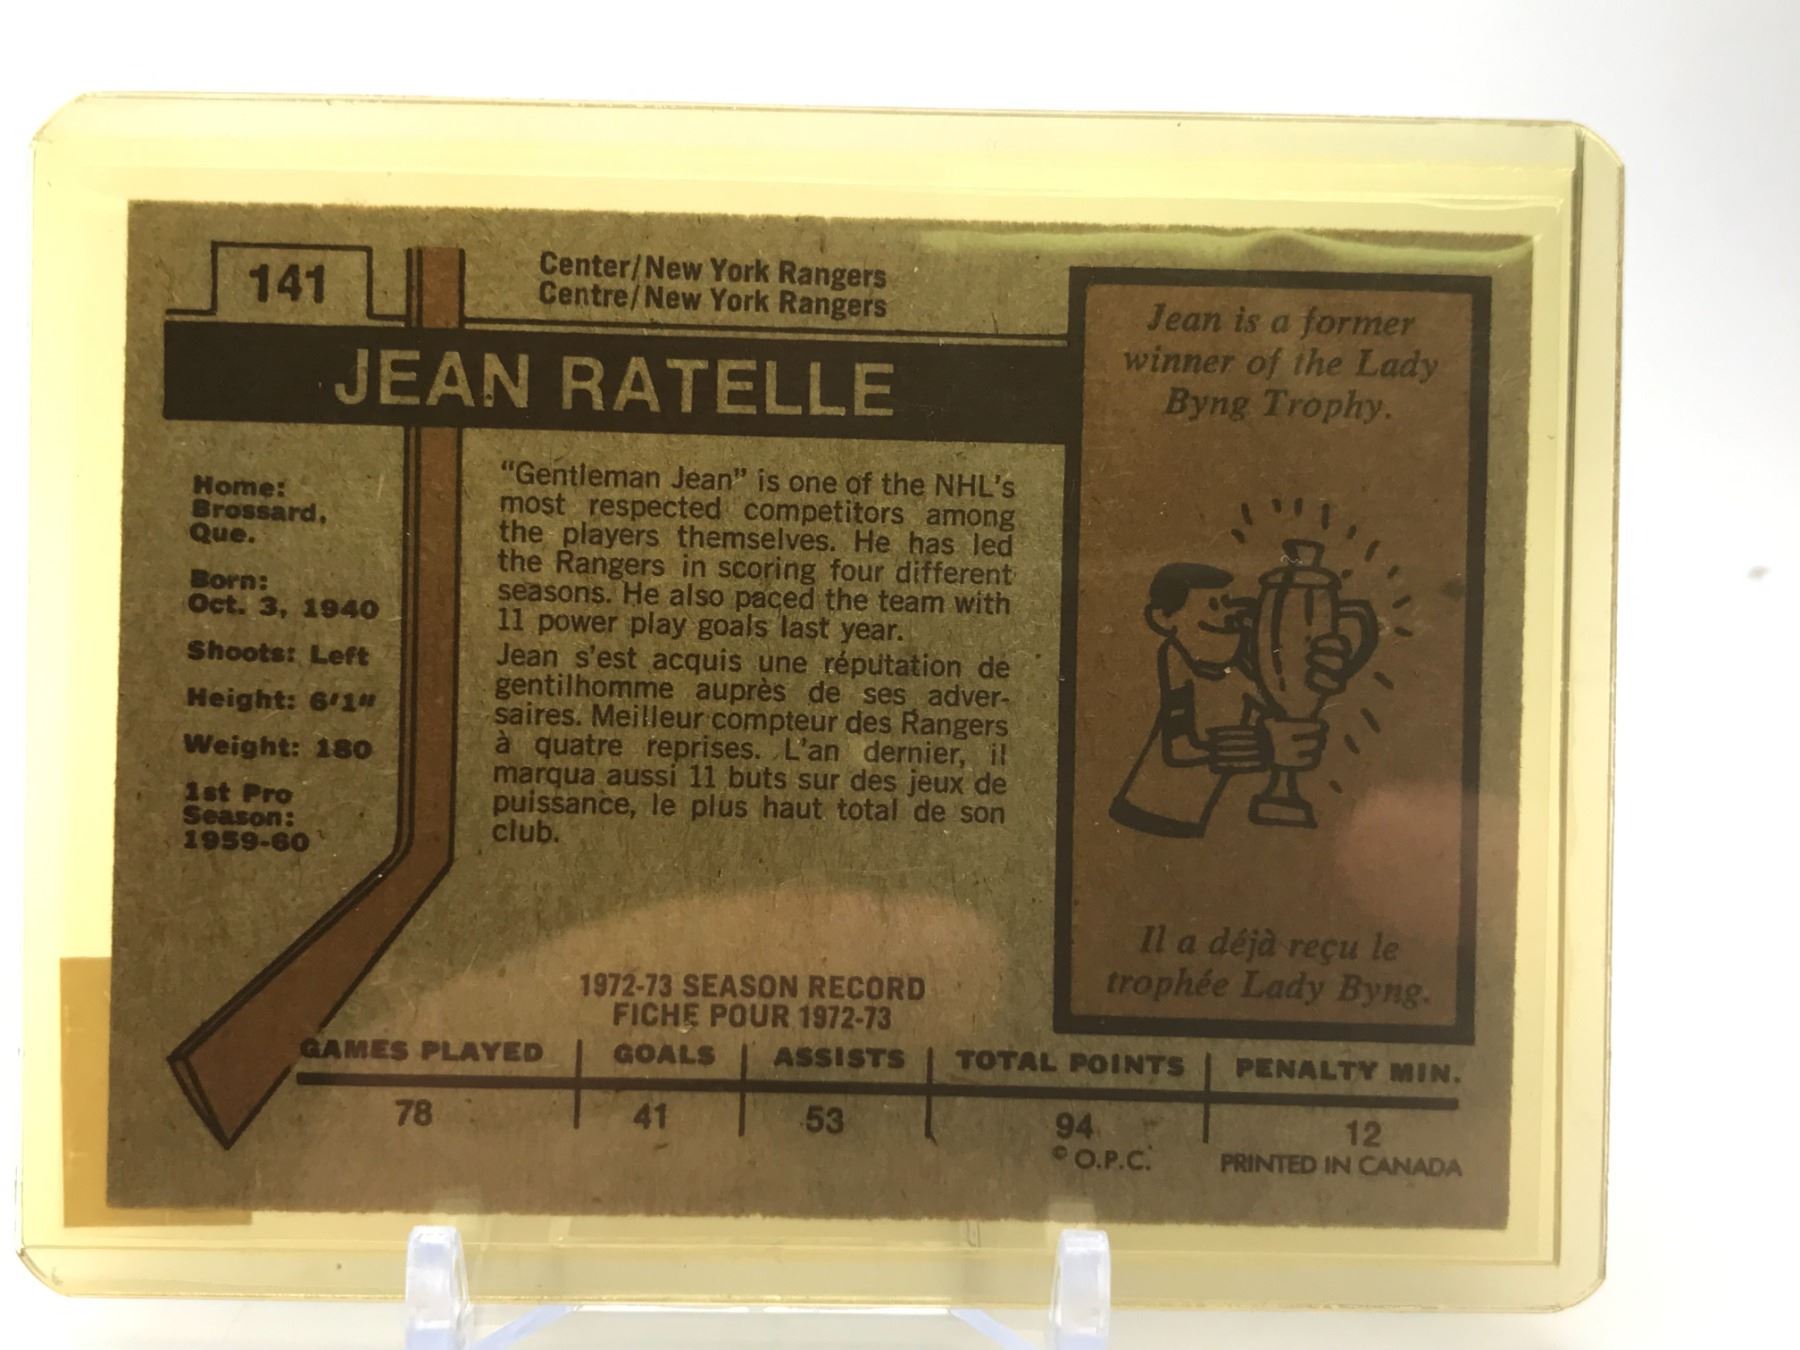 141
Center/New York Rangers
Centre/New York Rangers
JEAN RATELLE
Home:
Brossard,
Que.
Born:
Oct. 3, 1940
Shoots: Left
Height: 6'1"
Weight: 180
1st Pro
Season:
1959-60
"Gentleman Jean" is one of the NHL's
most respected competitors among
the players themselves. He has led
the Rangers in scoring four different
seasons. He also paced the team with
11 power play goals last year.
Jean s'est acquis une réputation de
gentilhomme auprès de ses adver-
saires. Meilleur compteur des Rangers
à quatre reprises. L'an dernier, il
marqua aussi 11 buts sur des jeux de
puissance, le plus haut total de son
club.
Jean is a former
winner of the Lady
Byng Trophy.
Il a déjà reçu le
trophée Lady Byng.
1972-73 SEASON RECORD
FICHE POUR 1972-73
GAMES PLAYED GOALS ASSISTS TOTAL POINTS PENALTY MIN.
78 41 53 94 12
© O.P.C. PRINTED IN CANADA